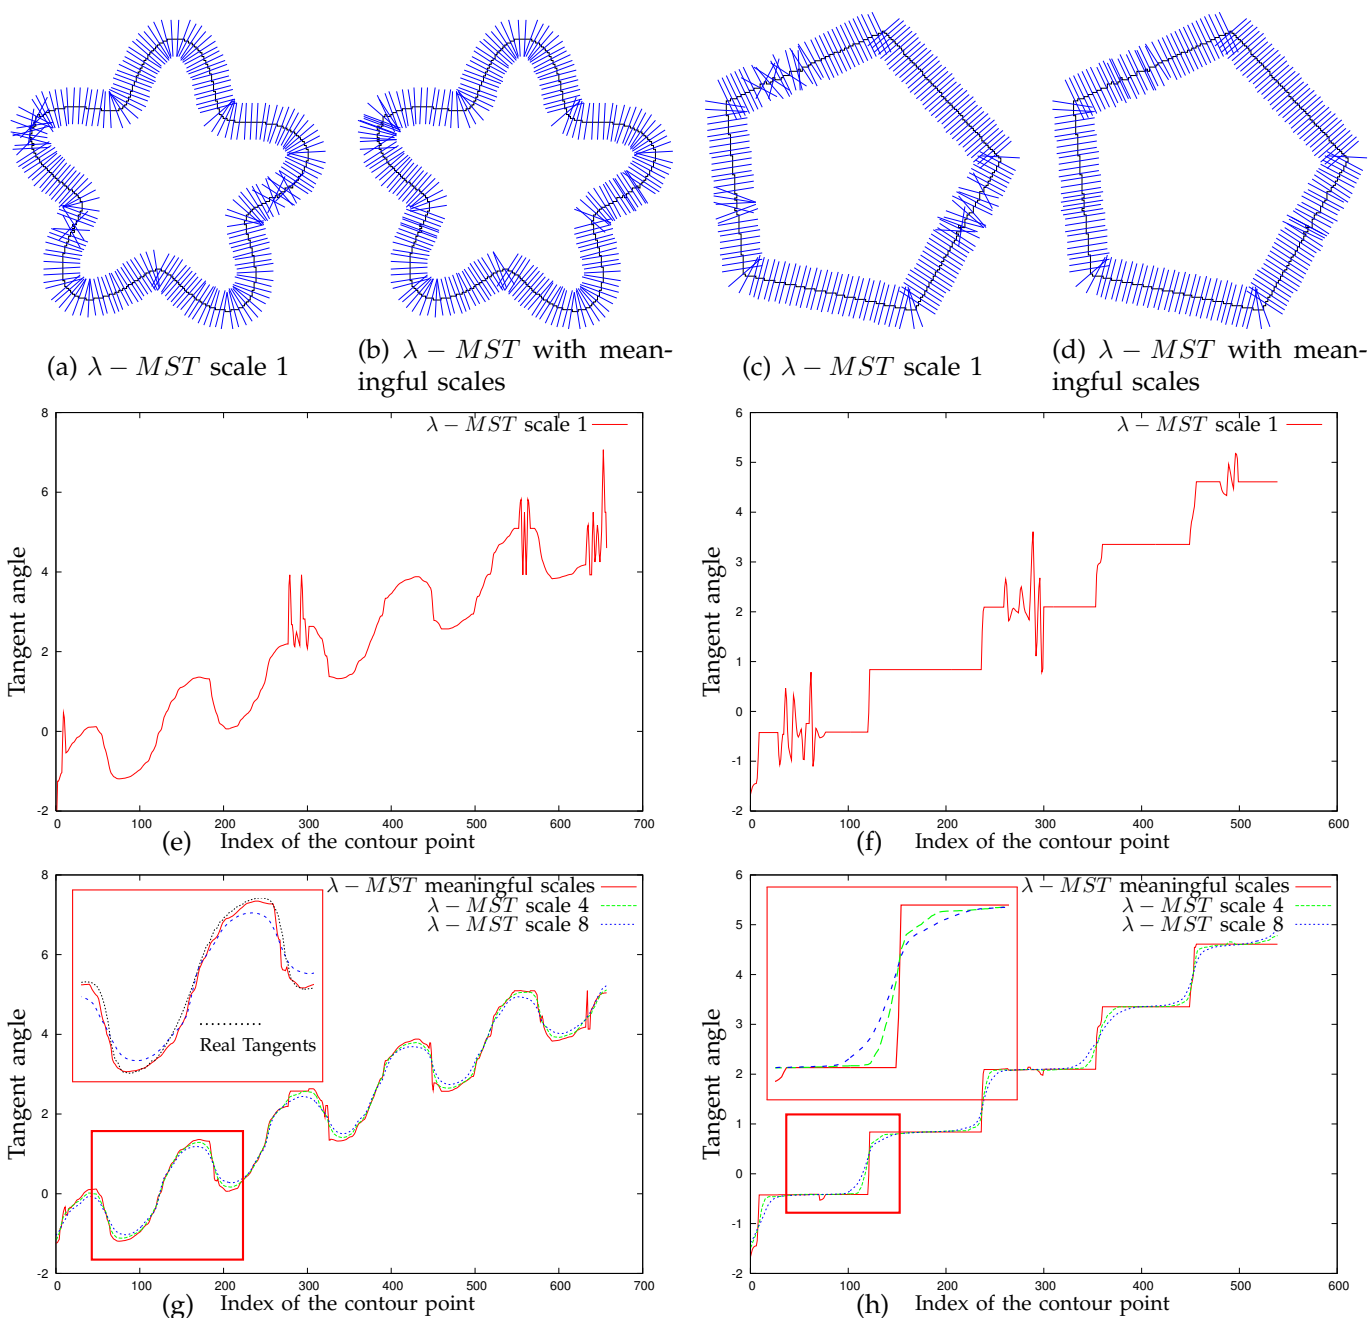 (a) λ − MST scale 1
(b) λ − MST with mean-
ingful scales
(c) λ − MST scale 1
(d) λ − MST with mean-
ingful scales
8
6
4
2
0
-2
0
100
200
300
400
500
600
700
Tangent angle
λ − MST scale 1
(e)
Index of the contour point
6
5
4
3
2
1
0
-1
-2
0
100
200
300
400
500
600
Tangent angle
λ − MST scale 1
(f)
Index of the contour point
8
6
4
2
0
-2
0
100
200
300
400
500
600
700
Tangent angle
λ − MST meaningful scales
λ − MST scale 4
λ − MST scale 8
Real Tangents
(g)
Index of the contour point
6
5
4
3
2
1
0
-1
-2
0
100
200
300
400
500
600
Tangent angle
λ − MST meaningful scales
λ − MST scale 4
λ − MST scale 8
(h)
Index of the contour point